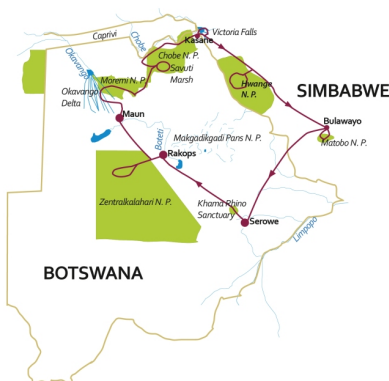 Caprivi
Chobe
Victoria Falls
Kasane
Okavango
Chobe N. P.
Moremi N. P.
Savuti
Marsh
Hwange
N. P.
SIMBABWE
Okavango
Delta
Maun
Boteti
Makgadikgadi Pans N. P.
Bulawayo
Matobo N. P.
Rakops
Zentralkalahari N. P.
Khama Rhino
Sanctuary
Serowe
Limpopo
BOTSWANA